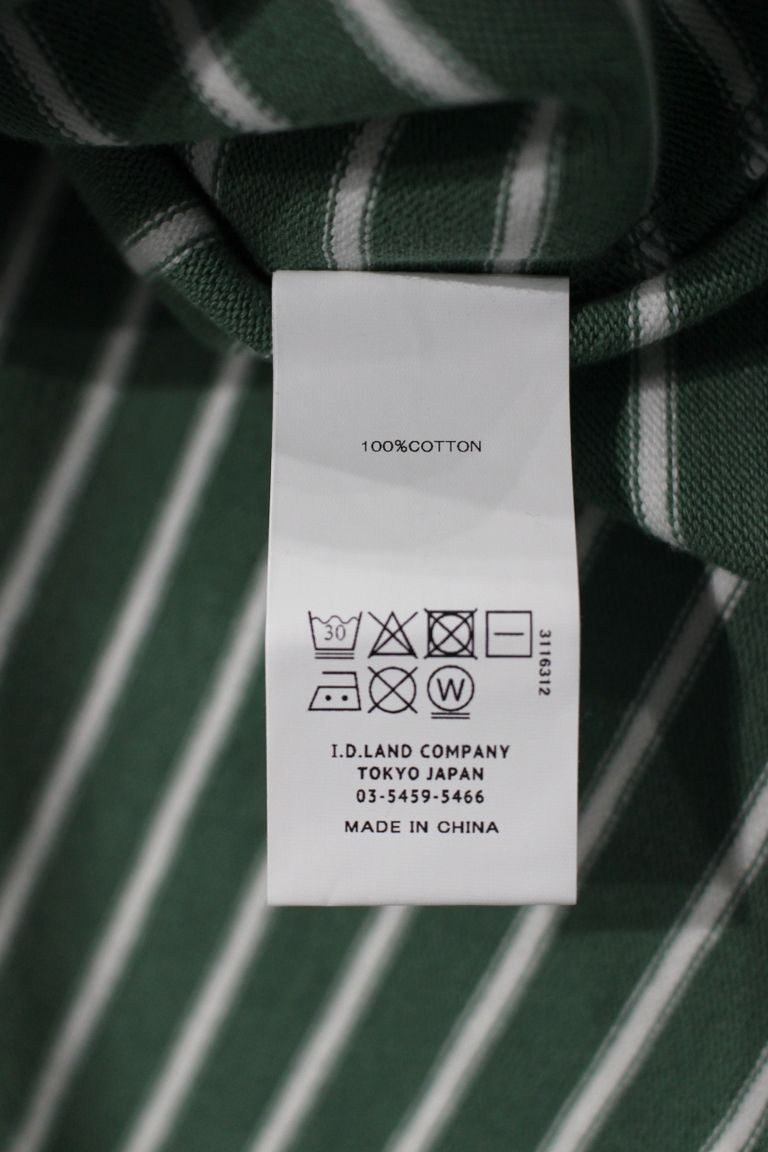 100%COTTON
30
3116312
W
I.D.LAND COMPANY
TOKYO JAPAN
03-5459-5466
MADE IN CHINA